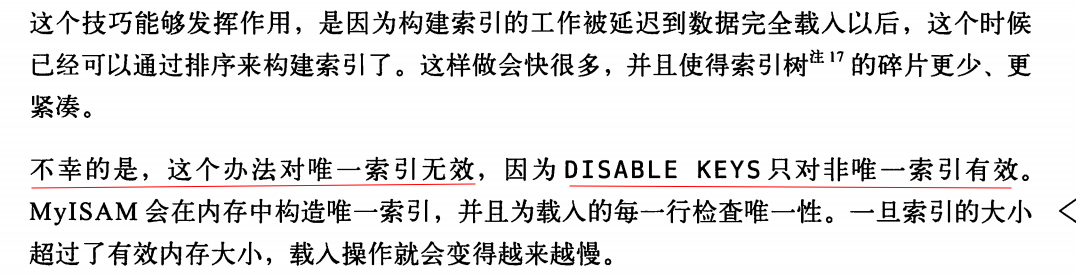 这个技巧能够发挥作用，是因为构建索引的工作被延迟到数据完全载入以后，这个时候
已经可以通过排序来构建索引了。这样做会快很多，并且使得索引树注17 的碎片更少、更
紧凑。
不幸的是，这个办法对唯一索引无效，因为 DISABLE KEYS 只对非唯一索引有效。
MyISAM 会在内存中构造唯一索引，并且为载入的每一行检查唯一性。一旦索引的大小
超过了有效内存大小，载入操作就会变得越来越慢。